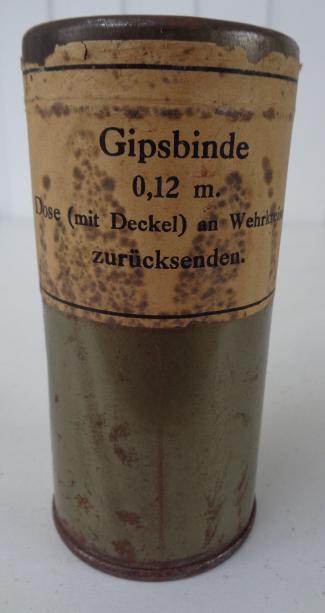 Gipsbinde
0,12 m.
Dose (mit Deckel) an
zurücksenden.